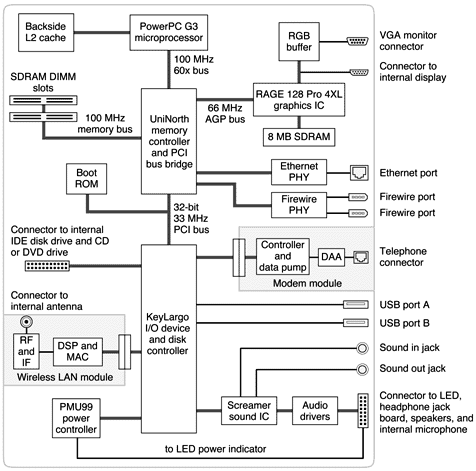 Backside
L2 cache
PowerPC G3
microprocessor
RGB
buffer
VGA monitor
connector
100 MHz
60x bus
Connector to
internal display
SDRAM DIMM
slots
RAGE 128 Pro 4XL
graphics IC
66 MHz
AGP bus
100 MHz
memory bus
UniNorth
memory
controller
and PCI
bus bridge
8 MB SDRAM
Boot
ROM
Ethernet
PHY
Ethernet port
Firewire
PHY
Firewire port
Firewire port
32-bit
33 MHz
PCI bus
Connector to internal
IDE disk drive and CD
or DVD drive
Controller
and data pump
DAA
Telephone
connector
Modem module
Connector to
internal antenna
KeyLargo
I/O device
and disk
controller
USB port A
USB port B
RF
and
IF
DSP and
MAC
Wireless LAN module
Sound in jack
Sound out jack
PMU99
power
controller
Screamer
sound IC
Audio
drivers
Connector to LED,
headphone jack
board, speakers, and
internal microphone
to LED power indicator